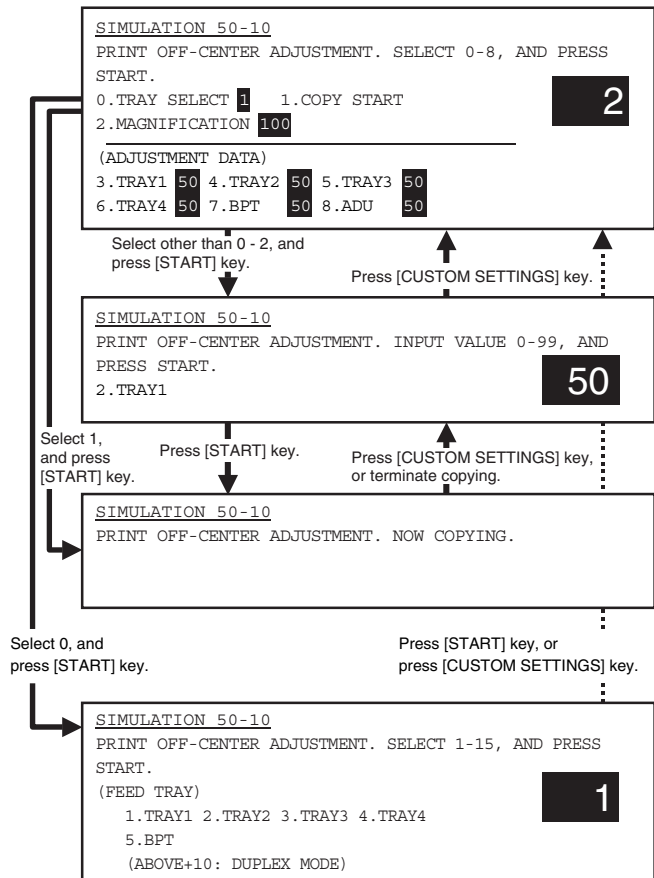 SIMULATION 50-10
PRINT OFF-CENTER ADJUSTMENT. SELECT 0-8, AND PRESS
START.
0.TRAY SELECT 1 1.COPY START
2
2.MAGNIFICATION 100
(ADJUSTMENT DATA)
3.TRAY1 50 4.TRAY2 50 5.TRAY3 50
6.TRAY4 50 7.BPT 50 8.ADU 50
Select other than 0 - 2, and
press [START] key.
Press [CUSTOM SETTINGS] key.
SIMULATION 50-10
PRINT OFF-CENTER ADJUSTMENT. INPUT VALUE 0-99, AND
PRESS START.
2.TRAY1
50
Select 1,
and press
[START] key.
Press [START] key.
Press [CUSTOM SETTINGS] key,
or terminate copying.
SIMULATION 50-10
PRINT OFF-CENTER ADJUSTMENT. NOW COPYING.
Select 0, and
press [START] key.
Press [START] key, or
press [CUSTOM SETTINGS] key.
SIMULATION 50-10
PRINT OFF-CENTER ADJUSTMENT. SELECT 1-15, AND PRESS
START.
(FEED TRAY)
1
1.TRAY1 2.TRAY2 3.TRAY3 4.TRAY4
5.BPT
(ABOVE+10: DUPLEX MODE)